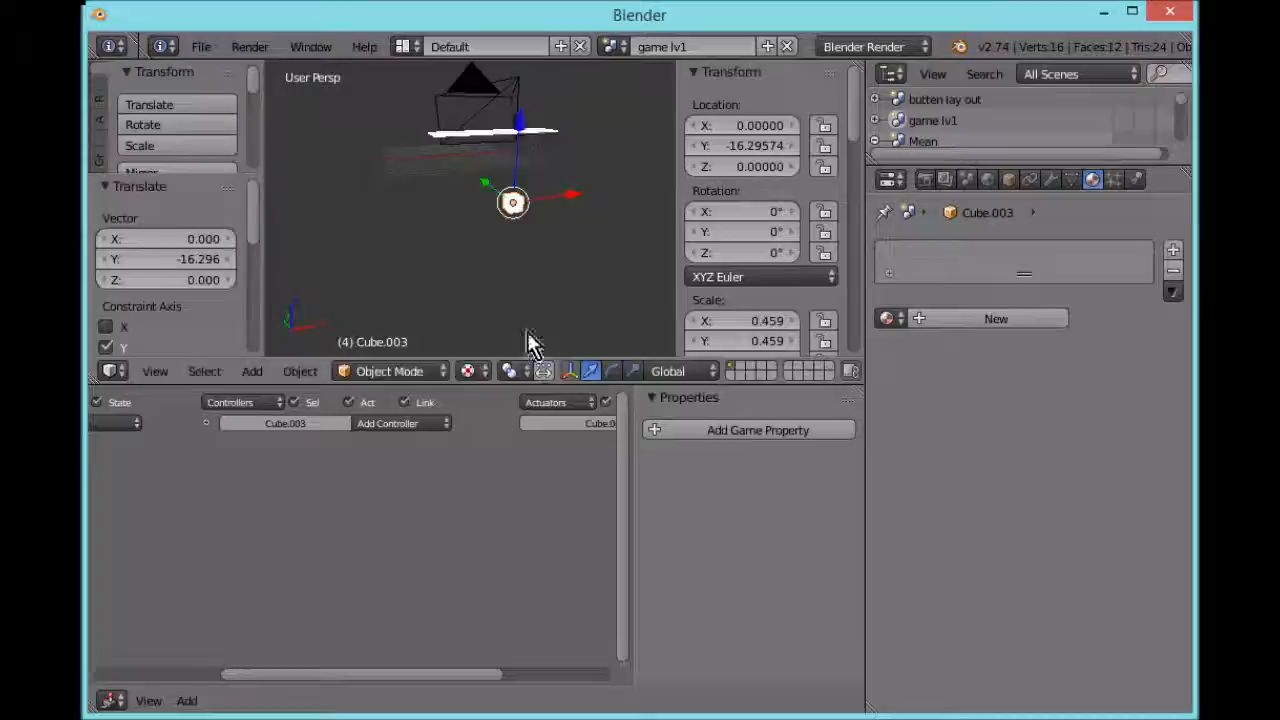 Blender
File Render Window Help Default game lv1 Blender Render v2.74 | Verts:16 | Faces:12 | Tris:24 | Ob
Transform
Translate
Rotate
Scale
Translate
Vector
X: 0.000
Y: -16.296
Z: 0.000
Constraint Axis
X
Y
User Persp
(4) Cube.003
Transform
Location:
X: 0.00000
Y: -16.29574
Z: 0.00000
Rotation:
X: 0°
Y: 0°
Z: 0°
XYZ Euler
Scale:
X: 0.459
Y: 0.459
View Search All Scenes
butten lay out
game lv1
Mean
Cube.003
New
View Select Add Object Object Mode Global
State Controllers Sel Act Link Actuators
Cube.003 Add Controller Cube.0
Properties
Add Game Property
View Add